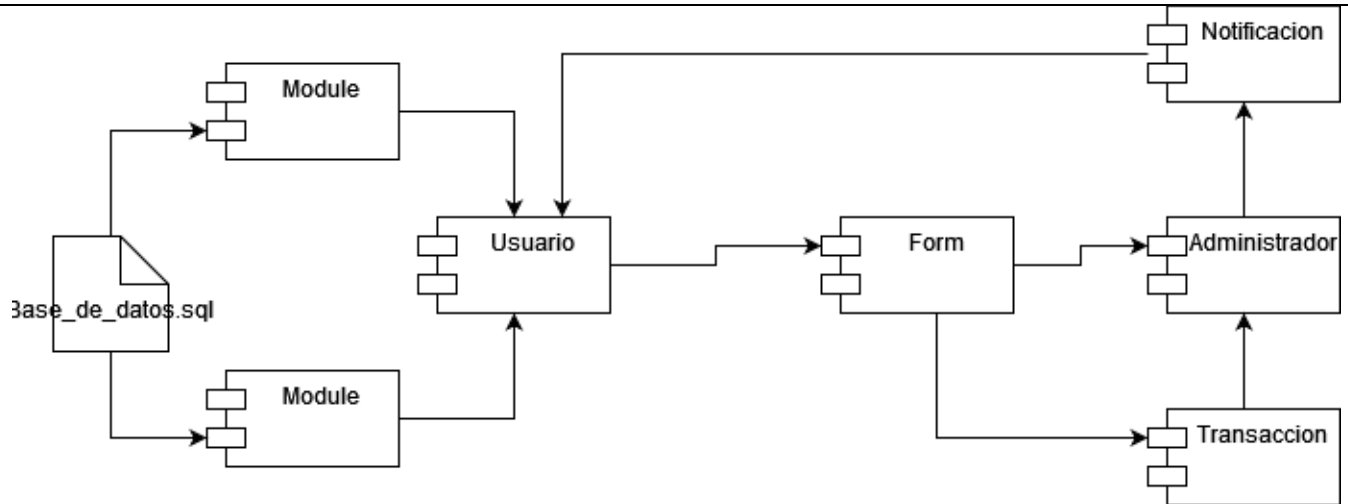 Notificacion
Module
Usuario
Form
Administrador
Base_de_datos.sql
Module
Transaccion